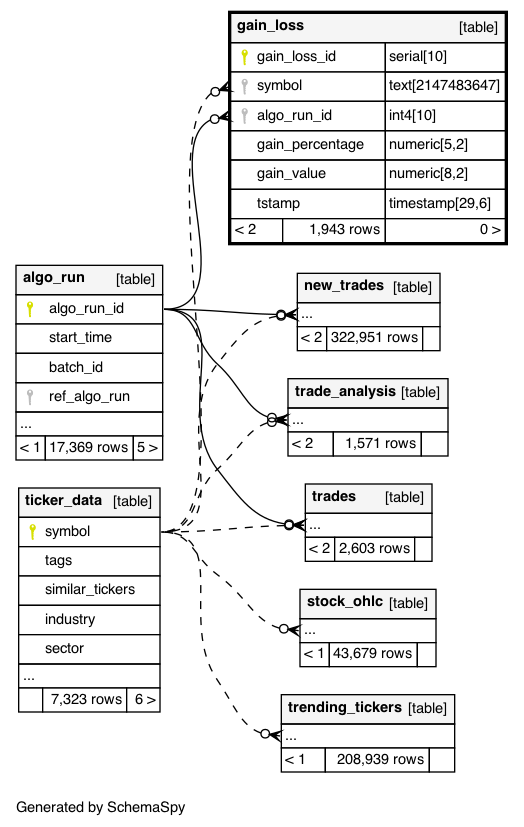 gain_loss [table]
gain_loss_id serial[10]
symbol text[2147483647]
algo_run_id int4[10]
gain_percentage numeric[5,2]
gain_value numeric[8,2]
tstamp timestamp[29,6]
< 2 1,943 rows 0 >
algo_run [table]
algo_run_id
start_time
batch_id
ref_algo_run
...
< 1 17,369 rows 5 >
new_trades [table]
...
< 2 322,951 rows
trade_analysis [table]
...
< 2 1,571 rows
ticker_data [table]
symbol
tags
similar_tickers
industry
sector
...
7,323 rows 6 >
trades [table]
...
< 2 2,603 rows
stock_ohlc [table]
...
< 1 43,679 rows
trending_tickers [table]
...
< 1 208,939 rows
Generated by SchemaSpy